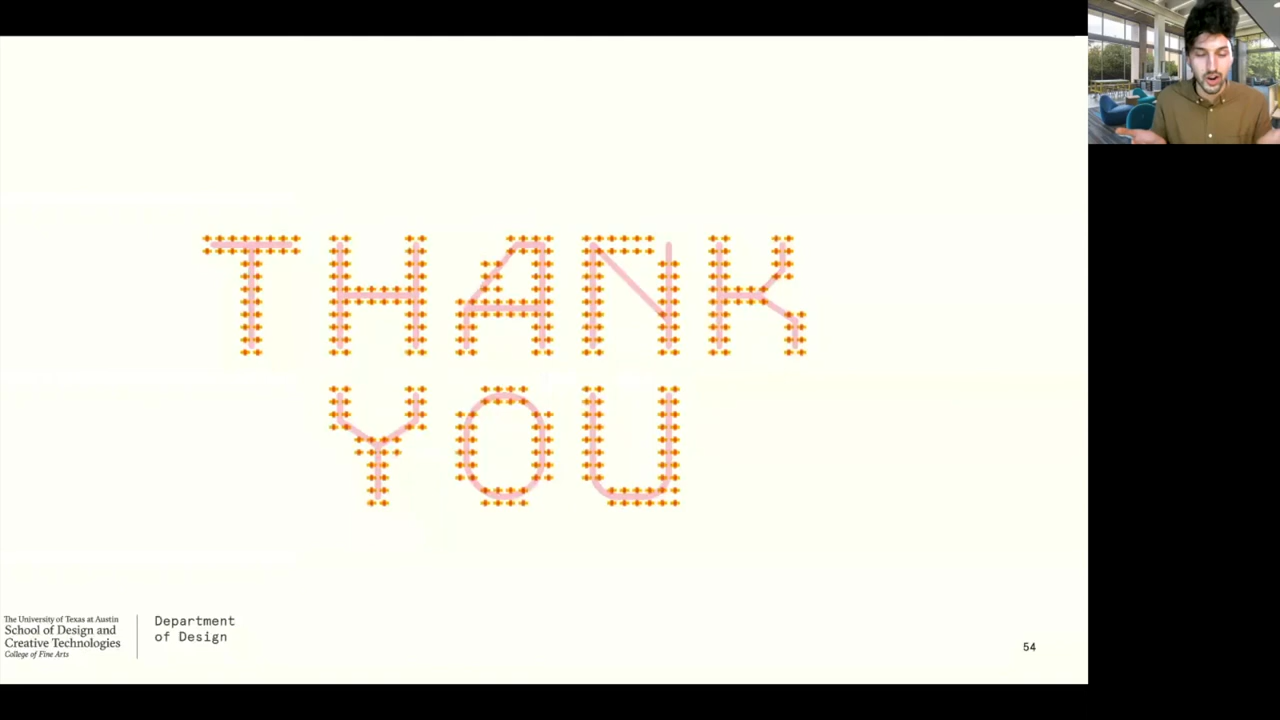 THANK
YOU
The University of Texas at Austin
School of Design and
Creative Technologies
College of Fine Arts
Department
of Design
54